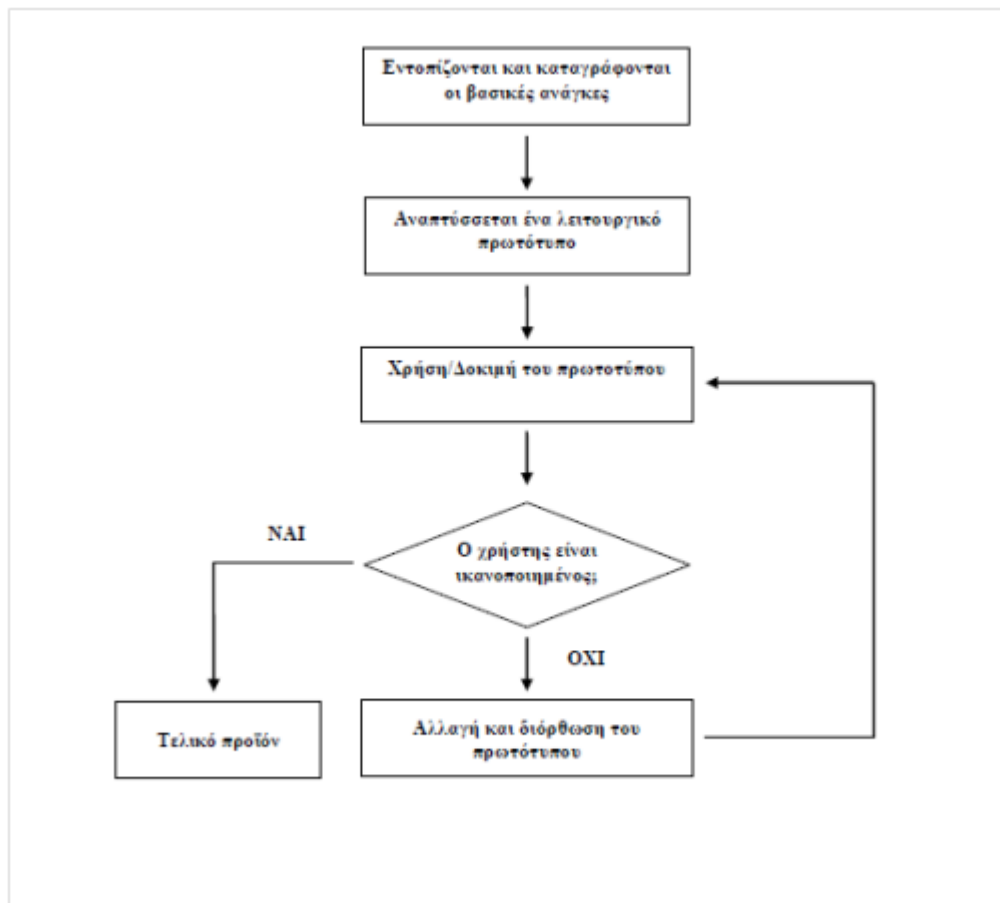 Εντοπίζονται και καταγράφονται
οι βασικές ανάγκες
Αναπτύσσεται ένα λειτουργικό
πρωτότυπο
Χρήση/Δοκιμή του πρωτοτύπου
ΝΑΙ
Ο χρήστης είναι
ικανοποιημένος;
ΟΧΙ
Τελικό προϊόν
Αλλαγή και διόρθωση του
πρωτότυπου